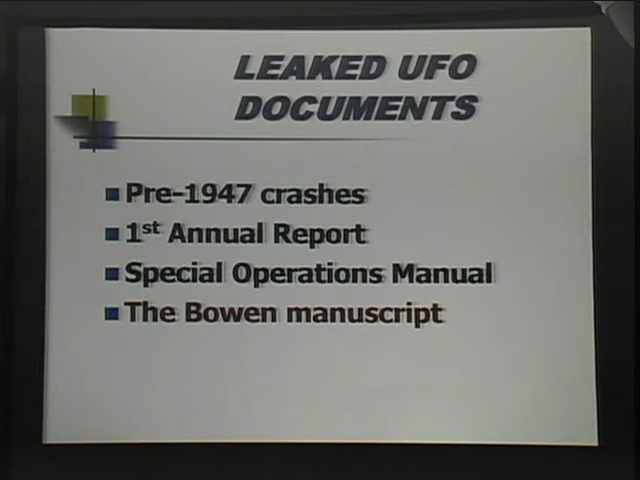 LEAKED UFO
DOCUMENTS
Pre-1947 crashes
1st Annual Report
Special Operations Manual
The Bowen manuscript